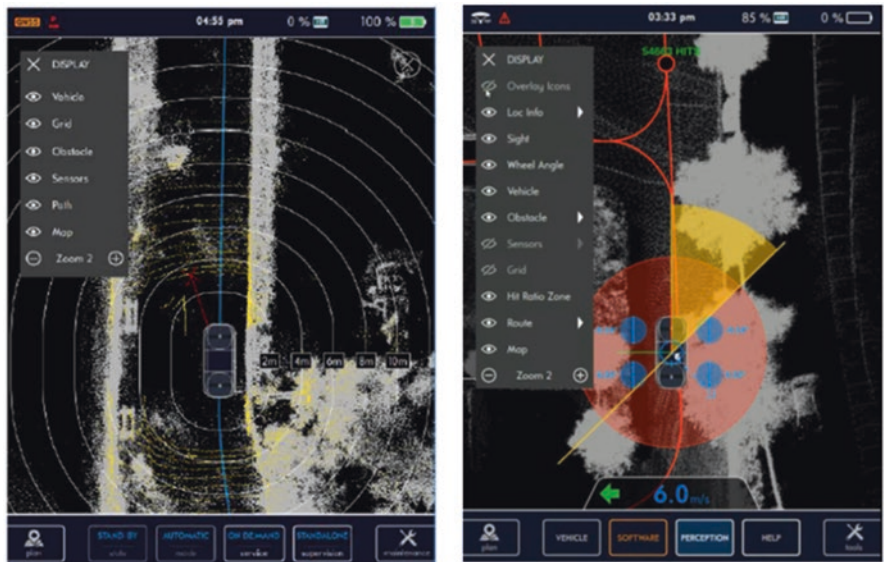 GNSS
04:55 pm
0 %
100 %
DISPLAY
Vehicle
Grid
Obstacle
Sensors
Path
Map
Zoom 2
2m 4m 6m 8m 10m
plan
STAND BY
AUTOMATIC
mode
ON DEMAND
service
STANDALONE
supervision
maintenance
03:33 pm
85 %
0 %
HITS
DISPLAY
Overlay Icons
Loc Info
Sight
Wheel Angle
Vehicle
Obstacle
Sensors
Grid
Hit Ratio Zone
Route
Map
Zoom 2
6.0 m/s
plan
VEHICLE
SOFTWARE
PERCEPTION
HELP
tools